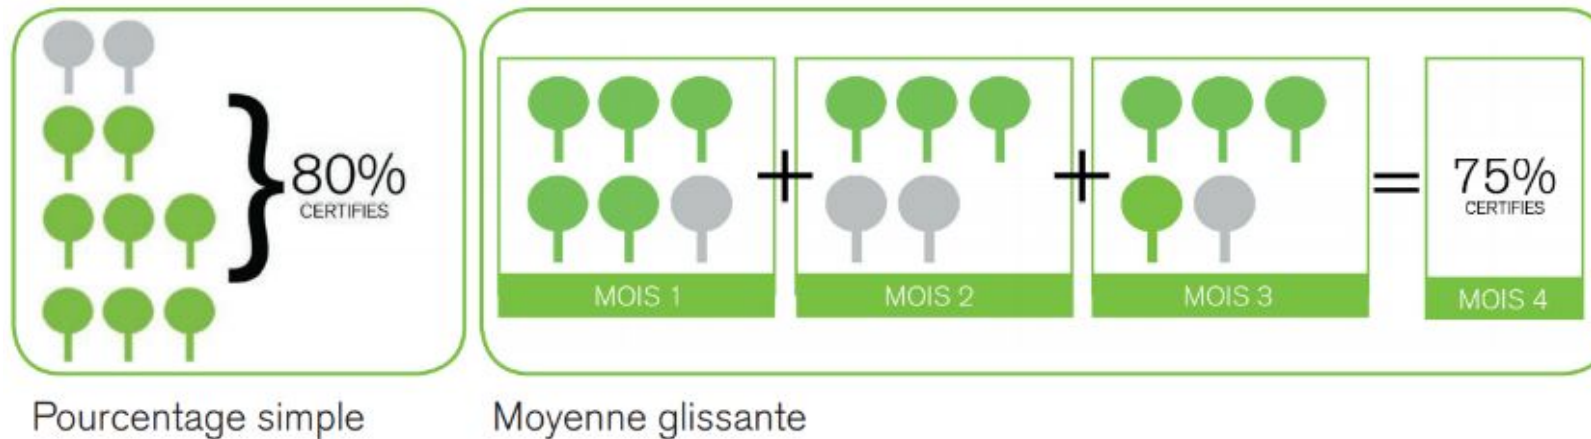 80%
CERTIFIES
+
+
=
75%
CERTIFIES
MOIS 1
MOIS 2
MOIS 3
MOIS 4
Pourcentage simple
Moyenne glissante